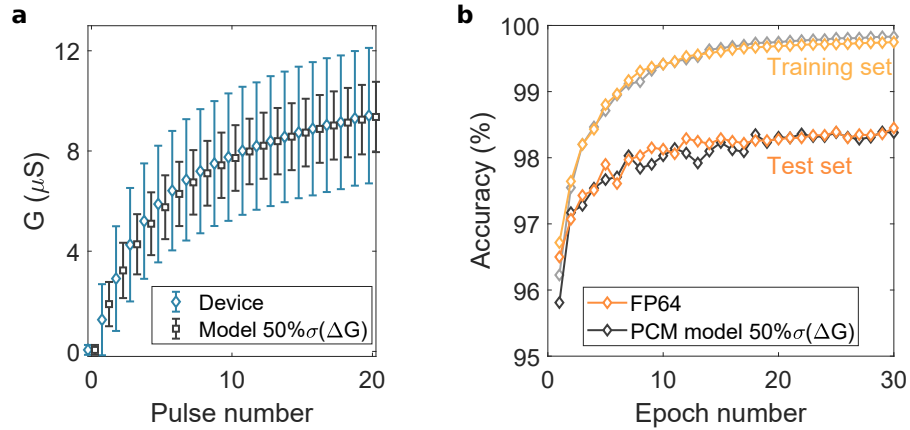 a
12
8
4
0
G (μS)
0
10
20
Pulse number
Device
Model 50%σ(ΔG)
b
100
99
98
97
96
95
Accuracy (%)
0
10
20
30
Epoch number
Training set
Test set
FP64
PCM model 50%σ(ΔG)